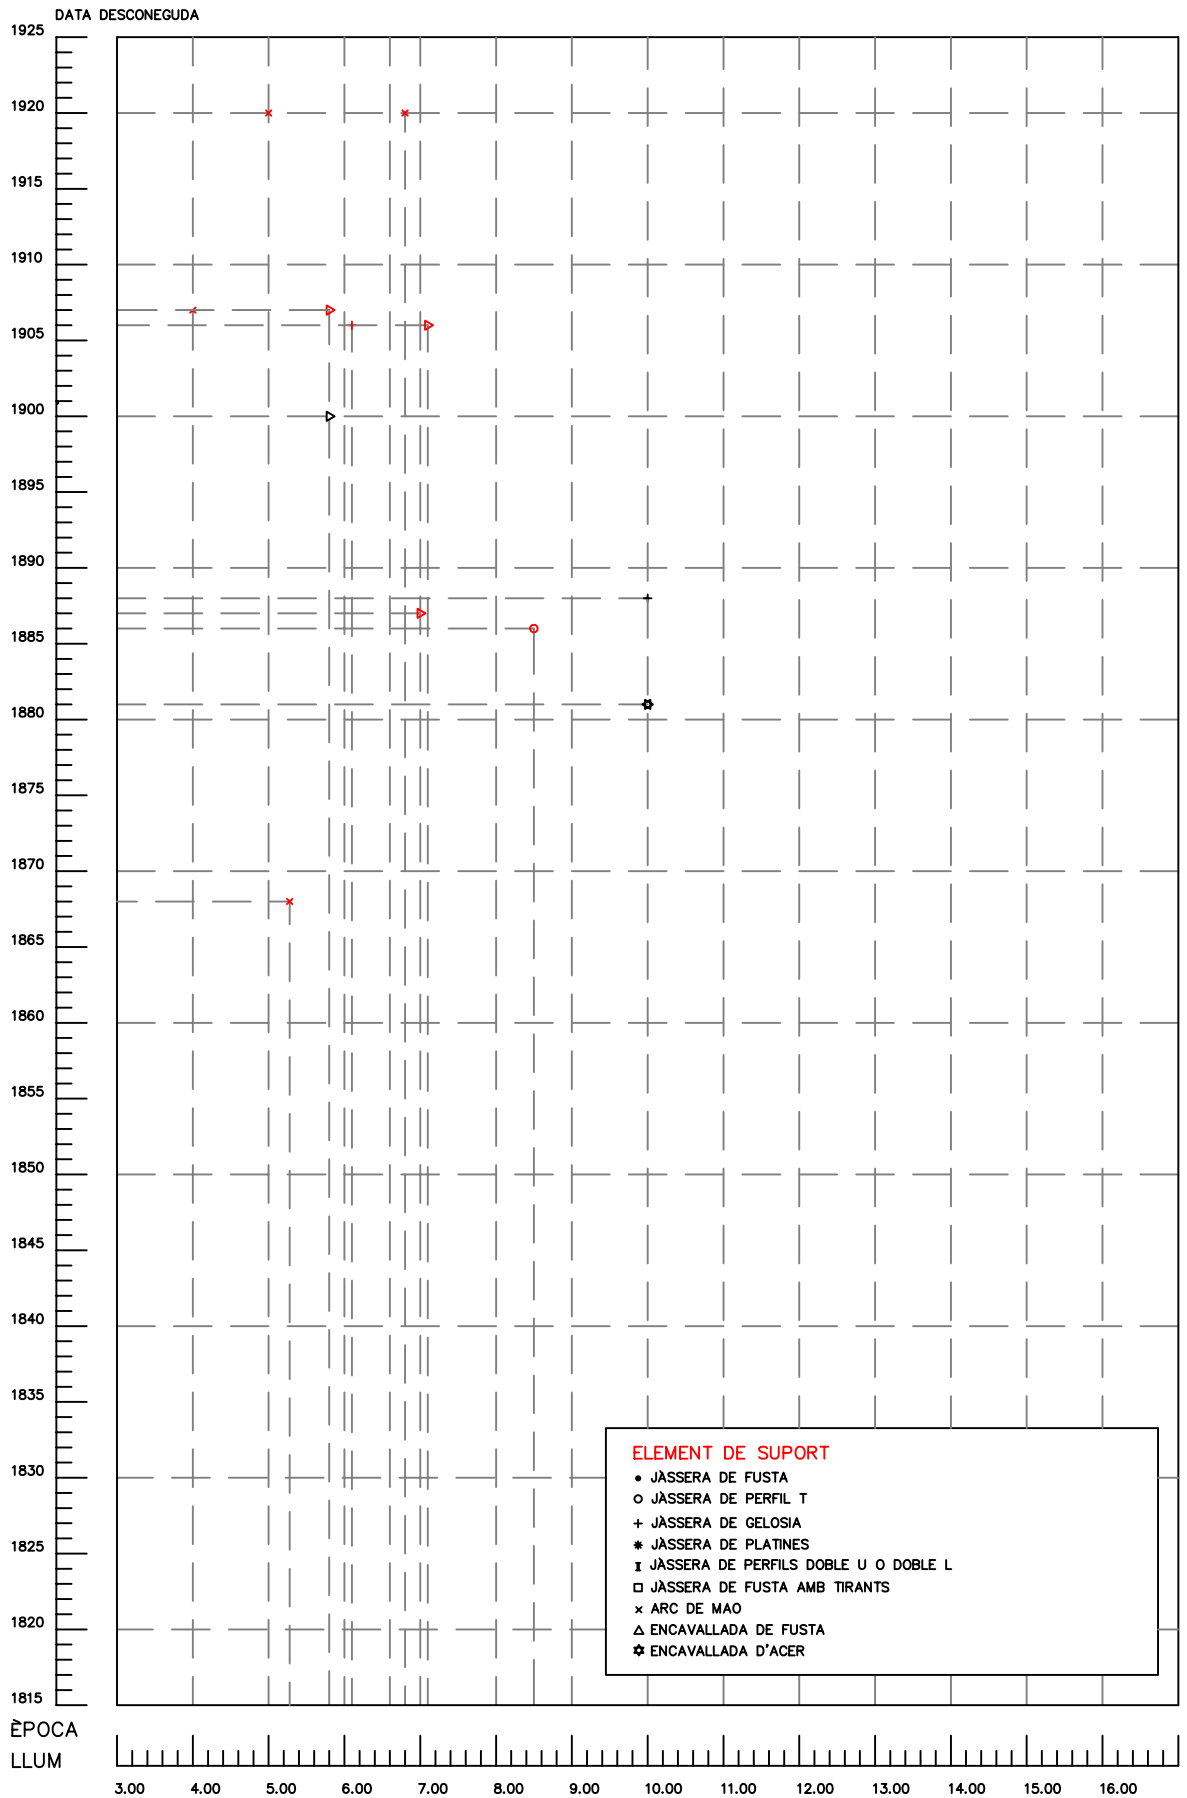 DATA DESCONEGUDA
1925
1920
1915
1910
1905
1900
1895
1890
1885
1880
1875
1870
1865
1860
1855
1850
1845
1840
1835
1830
1825
1820
1815
ELEMENT DE SUPORT
JÀSSERA DE FUSTA
JÀSSERA DE PERFIL T
JÀSSERA DE GELOSIA
JÀSSERA DE PLATINES
JÀSSERA DE PERFILS DOBLE U O DOBLE L
JÀSSERA DE FUSTA AMB TIRANTS
ARC DE MAO
ENCAVALLADA DE FUSTA
ENCAVALLADA D'ACER
ÈPOCA
LLUM
3.00 4.00 5.00 6.00 7.00 8.00 9.00 10.00 11.00 12.00 13.00 14.00 15.00 16.00